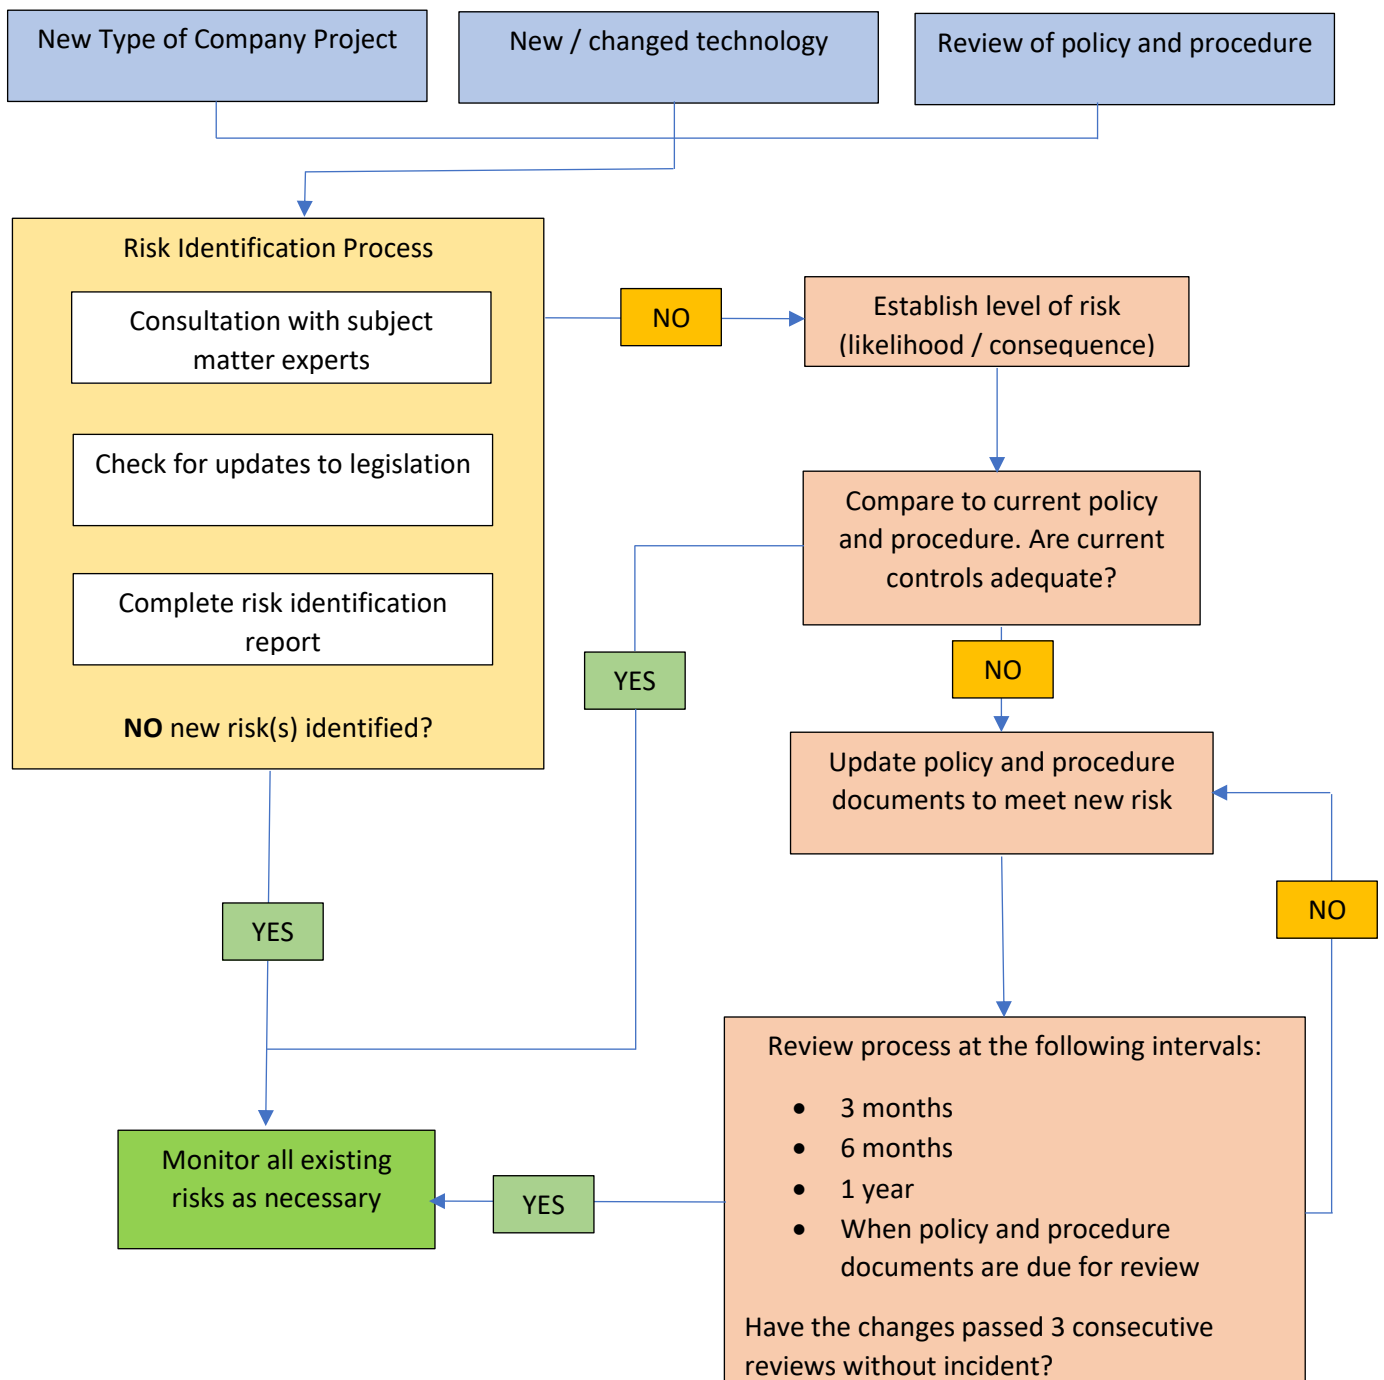 New Type of Company Project
New / changed technology
Review of policy and procedure
Risk Identification Process
Consultation with subject
matter experts
Check for updates to legislation
Complete risk identification
report
NO new risk(s) identified?
NO
Establish level of risk
(likelihood / consequence)
Compare to current policy
and procedure. Are current
controls adequate?
YES
NO
Update policy and procedure
documents to meet new risk
NO
YES
Review process at the following intervals:
• 3 months
• 6 months
• 1 year
• When policy and procedure
documents are due for review
Have the changes passed 3 consecutive
reviews without incident?
YES
Monitor all existing
risks as necessary